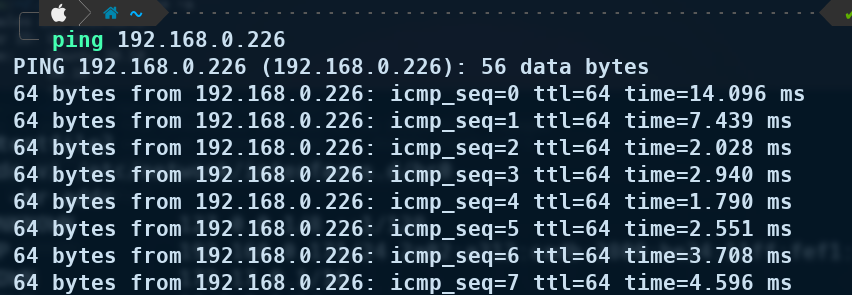 ~
ping 192.168.0.226
PING 192.168.0.226 (192.168.0.226): 56 data bytes
64 bytes from 192.168.0.226: icmp_seq=0 ttl=64 time=14.096 ms
64 bytes from 192.168.0.226: icmp_seq=1 ttl=64 time=7.439 ms
64 bytes from 192.168.0.226: icmp_seq=2 ttl=64 time=2.028 ms
64 bytes from 192.168.0.226: icmp_seq=3 ttl=64 time=2.940 ms
64 bytes from 192.168.0.226: icmp_seq=4 ttl=64 time=1.790 ms
64 bytes from 192.168.0.226: icmp_seq=5 ttl=64 time=2.551 ms
64 bytes from 192.168.0.226: icmp_seq=6 ttl=64 time=3.708 ms
64 bytes from 192.168.0.226: icmp_seq=7 ttl=64 time=4.596 ms